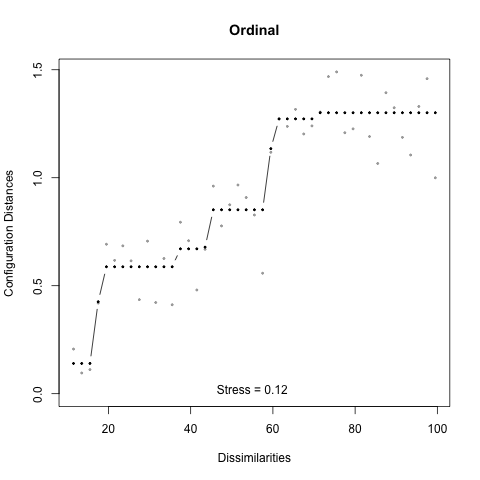 Ordinal
Configuration Distances
1.5
1.0
0.5
0.0
Stress = 0.12
20 40 60 80 100
Dissimilarities